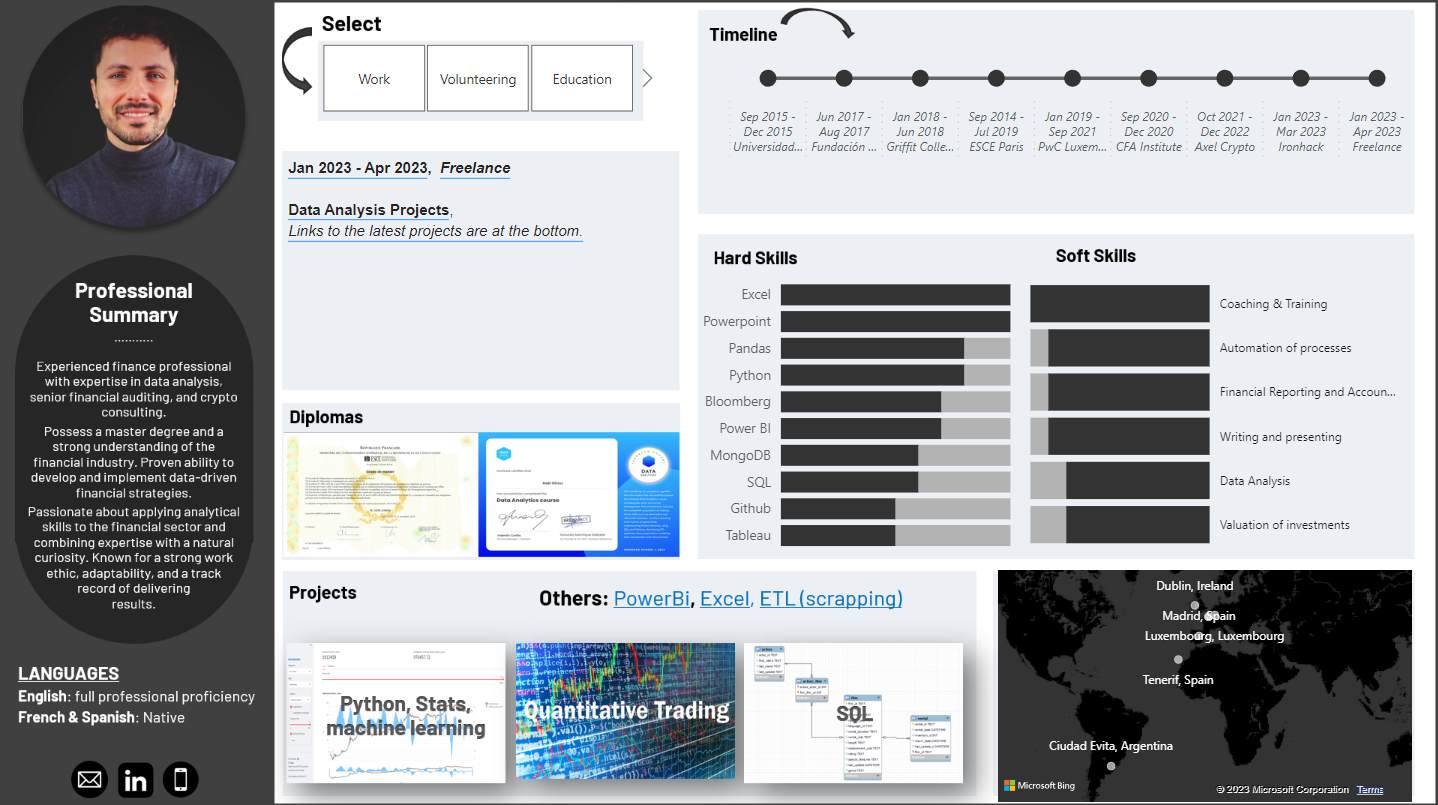 Professional
Summary
...........
Experienced finance professional
with expertise in data analysis,
senior financial auditing, and crypto
consulting.
Possess a master degree and a
strong understanding of the
financial industry. Proven ability to
develop and implement data-driven
financial strategies.
Passionate about applying analytical
skills to the financial sector and
combining expertise with a natural
curiosity. Known for a strong work
ethic, adaptability, and a track
record of delivering
results.
LANGUAGES
English: full professional proficiency
French & Spanish: Native
in
Select
Work
Volunteering
Education
Jan 2023 - Apr 2023, Freelance
Data Analysis Projects,
Links to the latest projects are at the bottom.
Timeline
Sep 2015 - Dec 2015 Universidad...
Jun 2017 - Aug 2017 Fundación ...
Jan 2018 - Jun 2018 Griffit Colle...
Sep 2014 - Jul 2019 ESCE Paris
Jan 2019 - Sep 2021 PwC Luxem...
Sep 2020 - Dec 2020 CFA Institute
Oct 2021 - Dec 2022 Axel Crypto
Jan 2023 - Mar 2023 Ironhack
Jan 2023 - Apr 2023 Freelance
Hard Skills
Excel
Powerpoint
Pandas
Python
Bloomberg
Power BI
MongoDB
SQL
Github
Tableau
Soft Skills
Coaching & Training
Automation of processes
Financial Reporting and Accoun...
Writing and presenting
Data Analysis
Valuation of investments
Diplomas
Data Analytics course
DATA
Projects
Others: PowerBi, Excel, ETL (scrapping)
Python, Stats,
machine learning
Quantitative Trading
SQL
Dublin, Ireland
Madrid, Spain
Luxembourg, Luxembourg
Tenerif, Spain
Ciudad Evita, Argentina
Microsoft Bing
© 2023 Microsoft Corporation Terms